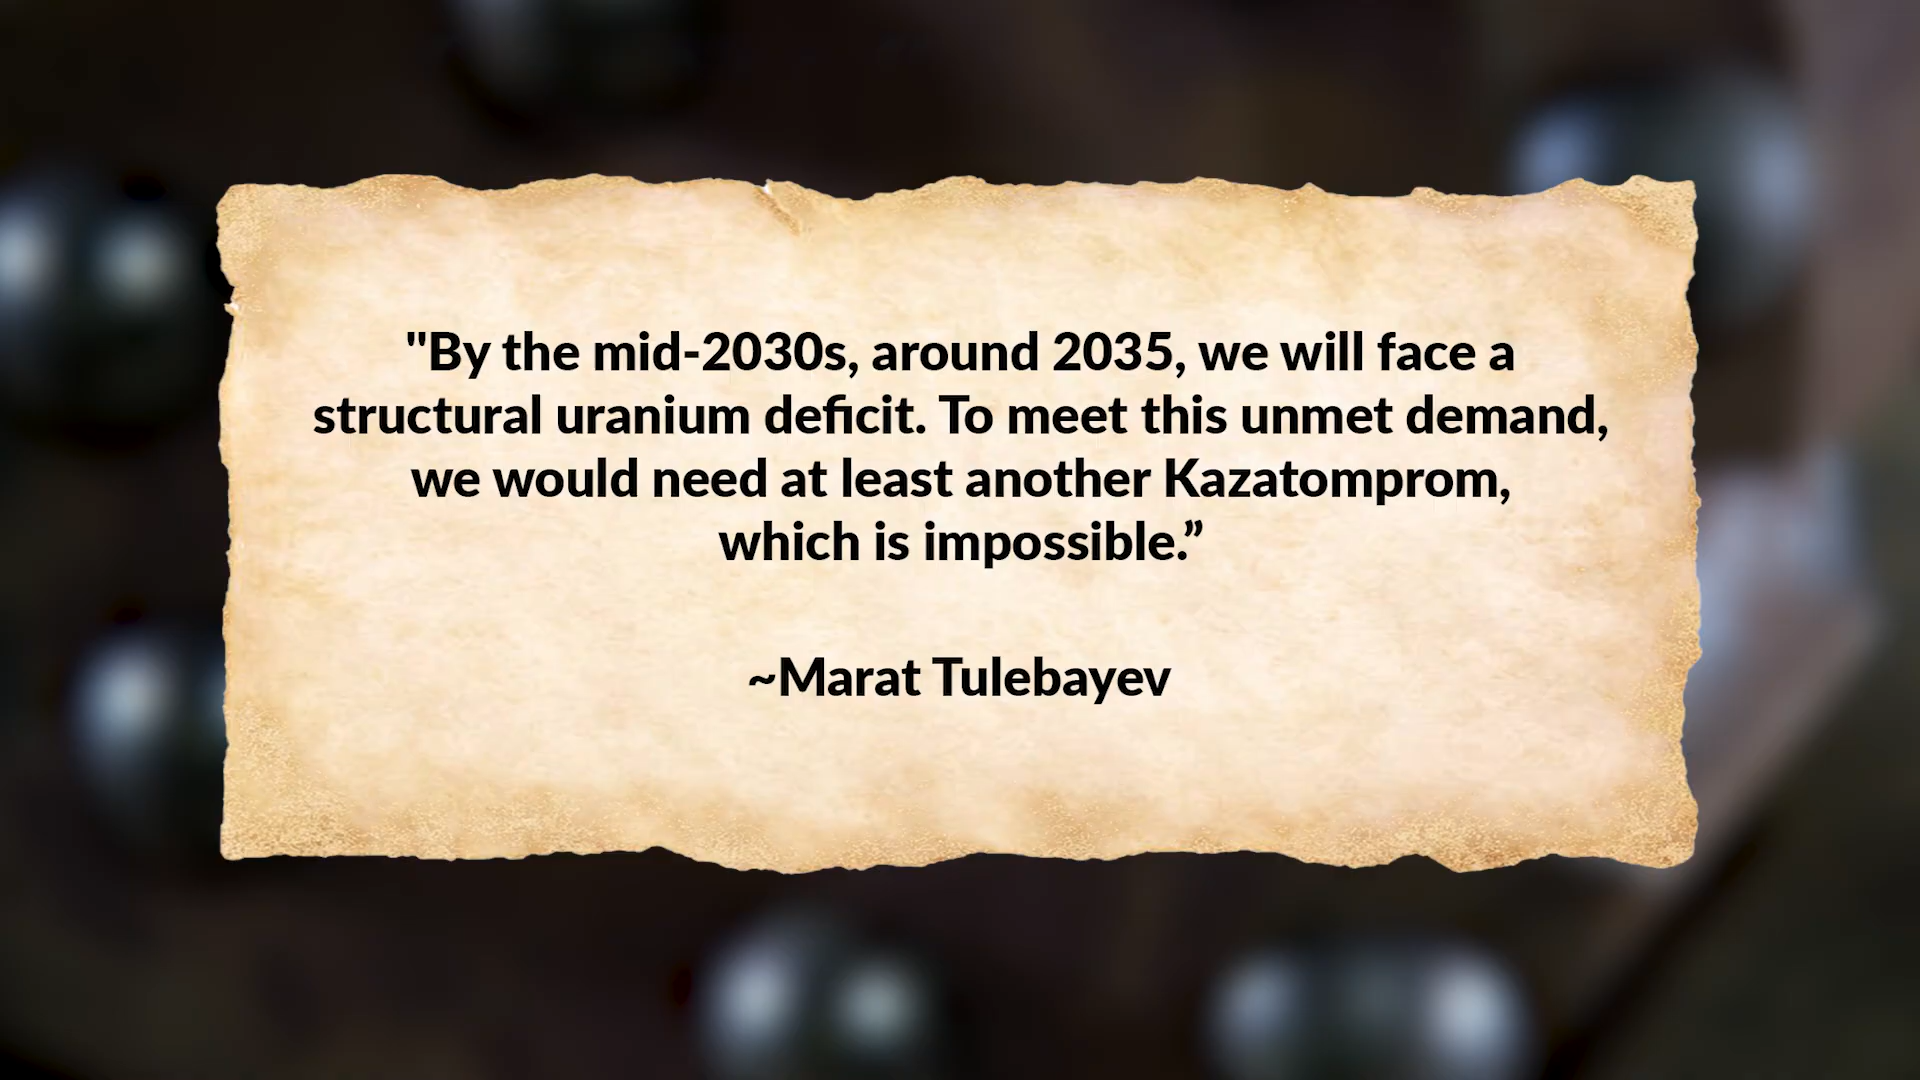 "By the mid-2030s, around 2035, we will face a
structural uranium deficit. To meet this unmet demand,
we would need at least another Kazatomprom,
which is impossible.”
~Marat Tulebayev